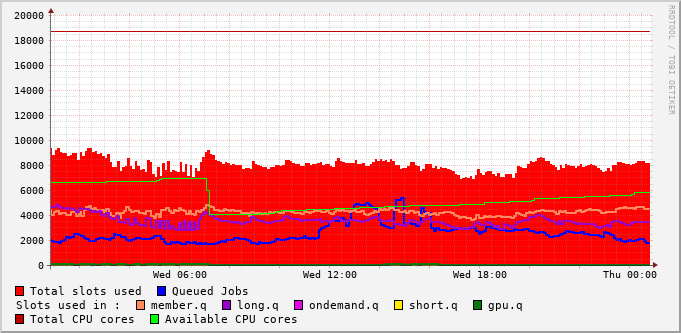 20000
18000
16000
14000
12000
10000
8000
6000
4000
2000
0
Wed 06:00 Wed 12:00 Wed 18:00 Thu 00:00
RRDTOOL / TOBI OETIKER
Total slots used Queued Jobs
Slots used in : member.q long.q ondemand.q short.q gpu.q
Total CPU cores Available CPU cores